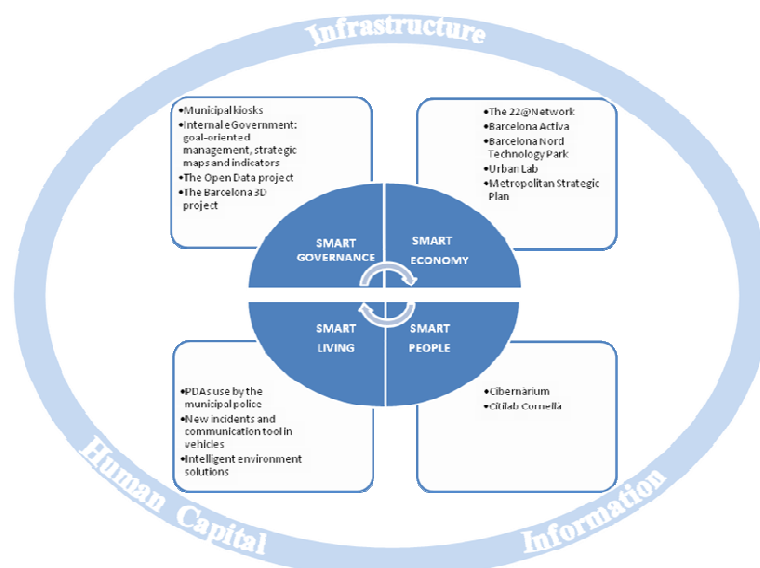 Infrastructure
•Municipal kiosks
•Internal e Government:
goal-oriented
management, strategic
maps and indicators
•The Open Data project
•The Barcelona 3D
project
•The 22@Network
•Barcelona Activa
•Barcelona Nord
Technology Park
•Urban Lab
•Metropolitan Strategic
Plan
SMART
GOVERNANCE
SMART
ECONOMY
SMART
LIVING
SMART
PEOPLE
•PDAs use by the
municipal police
•New incidents and
communication tool in
vehicles
•Intelligent environment
solutions
•Cibernàrium
•Citilab Cornella
Human Capital
Information